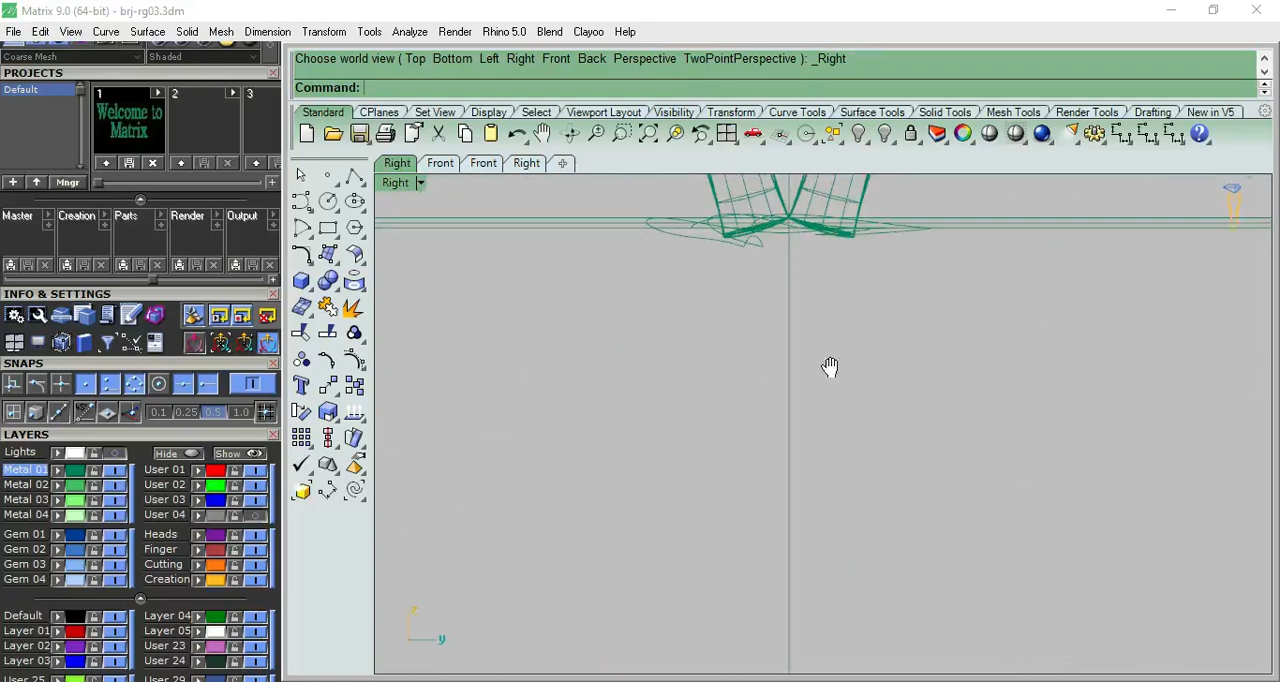 Matrix 9.0 (64-bit) - brj-rg03.3dm
File Edit View Curve Surface Solid Mesh Dimension Transform Tools Analyze Render Rhino 5.0 Blend Clayoo Help
Coarse Mesh Shaded
Choose world view ( Top Bottom Left Right Front Back Perspective TwoPointPerspective ): _Right
Command:
PROJECTS
Default
1 2 3
Welcome to Matrix
Mngr
Standard CPlanes Set View Display Select Viewport Layout Visibility Transform Curve Tools Surface Tools Solid Tools Mesh Tools Render Tools Drafting New in V5
Right Front Front Right
Right
Master Creation Parts Render Output
INFO & SETTINGS
SNAPS
0.1 0.25 0.5 1.0
LAYERS
Lights Hide Show
Metal 01 User 01
Metal 02 User 02
Metal 03 User 03
Metal 04 User 04
Gem 01 Heads
Gem 02 Finger
Gem 03 Cutting
Gem 04 Creation
Default Layer 04
Layer 01 Layer 05
Layer 02 User 23
Layer 03 User 24
User 25 User 29
z
y